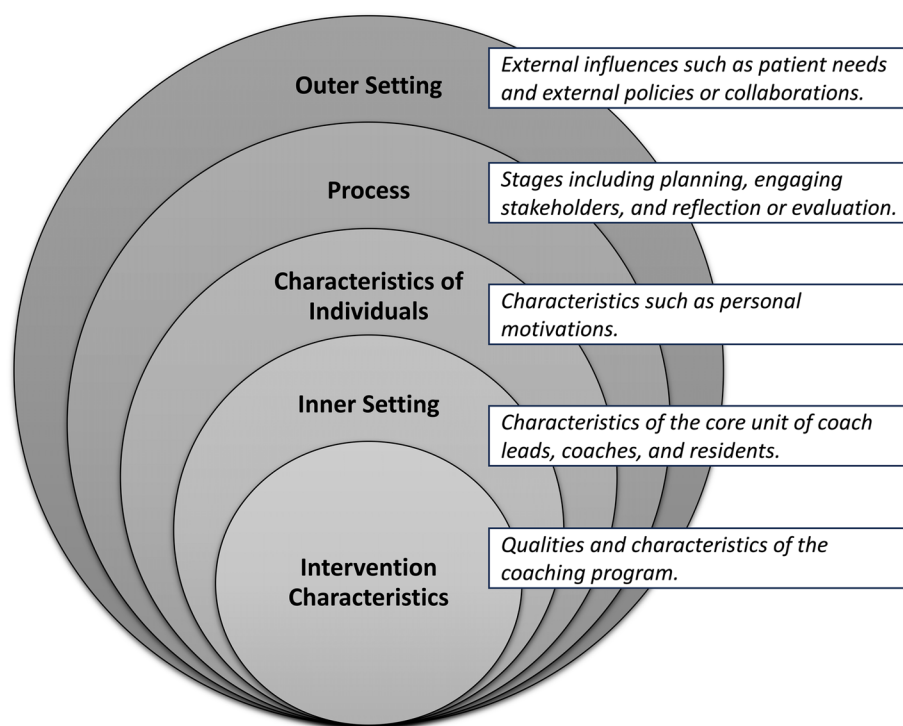 Outer Setting
External influences such as patient needs
and external policies or collaborations.
Process
Stages including planning, engaging
stakeholders, and reflection or evaluation.
Characteristics of
Individuals
Characteristics such as personal
motivations.
Inner Setting
Characteristics of the core unit of coach
leads, coaches, and residents.
Intervention
Characteristics
Qualities and characteristics of the
coaching program.